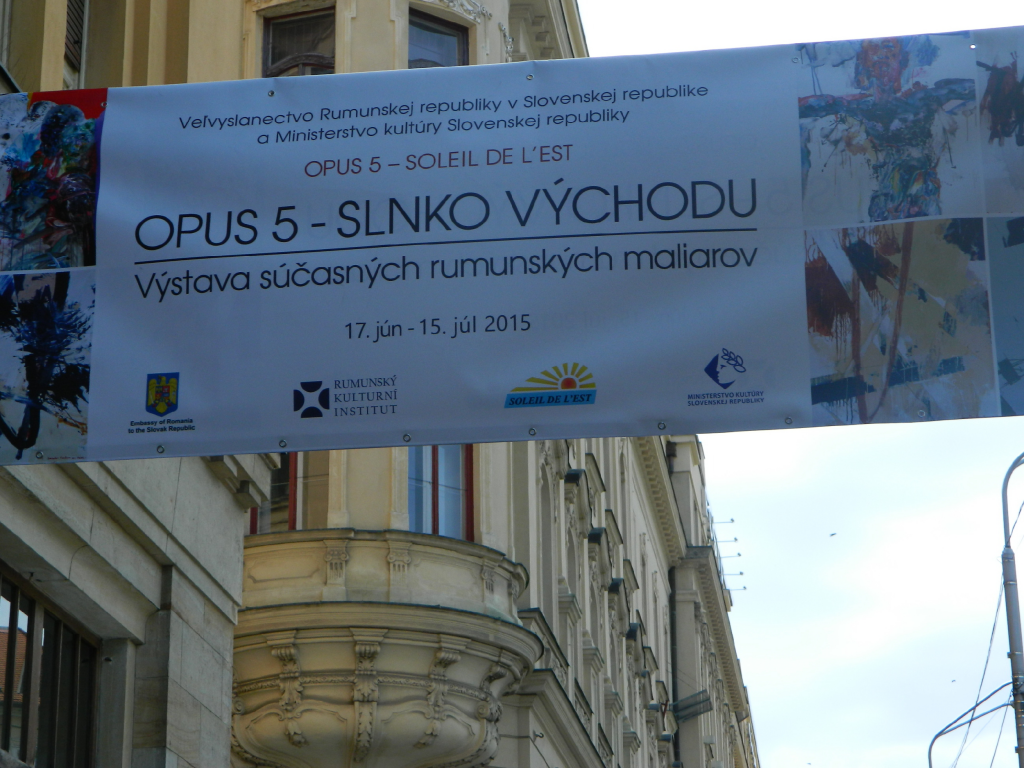 Veľvyslanectvo Rumunskej republiky v Slovenskej republike
a Ministerstvo kultúry Slovenskej republiky
OPUS 5 – SOLEIL DE L'EST
OPUS 5 - SLNKO VÝCHODU
Výstava súčasných rumunských maliarov
17. jún - 15. júl 2015
Embassy of Romania
to the Slovak Republic
RUMUNSKÝ
KULTURNÍ
INSTITUT
SOLEIL DE L'EST
MINISTERSTVO KULTÚRY
SLOVENSKEJ REPUBLIKY